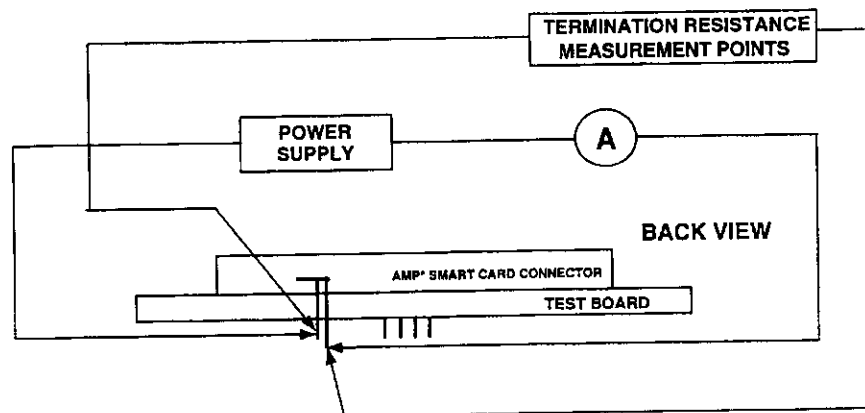 TERMINATION RESISTANCE
MEASUREMENT POINTS
POWER
SUPPLY
A
BACK VIEW
AMP* SMART CARD CONNECTOR
TEST BOARD